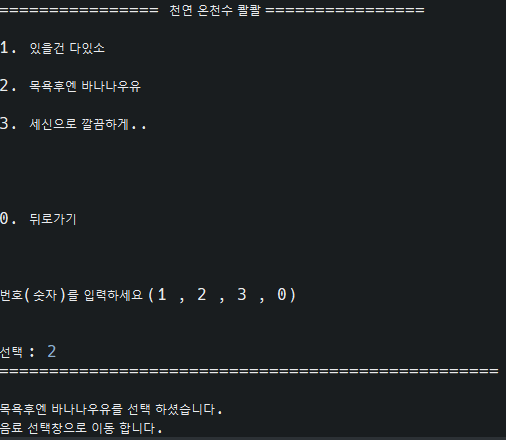 ================ 천연 온천수 콸콸 ================
1. 있을건 다있소
2. 목욕후엔 바나나우유
3. 세신으로 깔끔하게..
0. 뒤로가기
번호(숫자)를 입력하세요 (1 , 2 , 3 , 0)
선택 : 2
==================================================
목욕후엔 바나나우유를 선택 하셨습니다.
음료 선택창으로 이동 합니다.